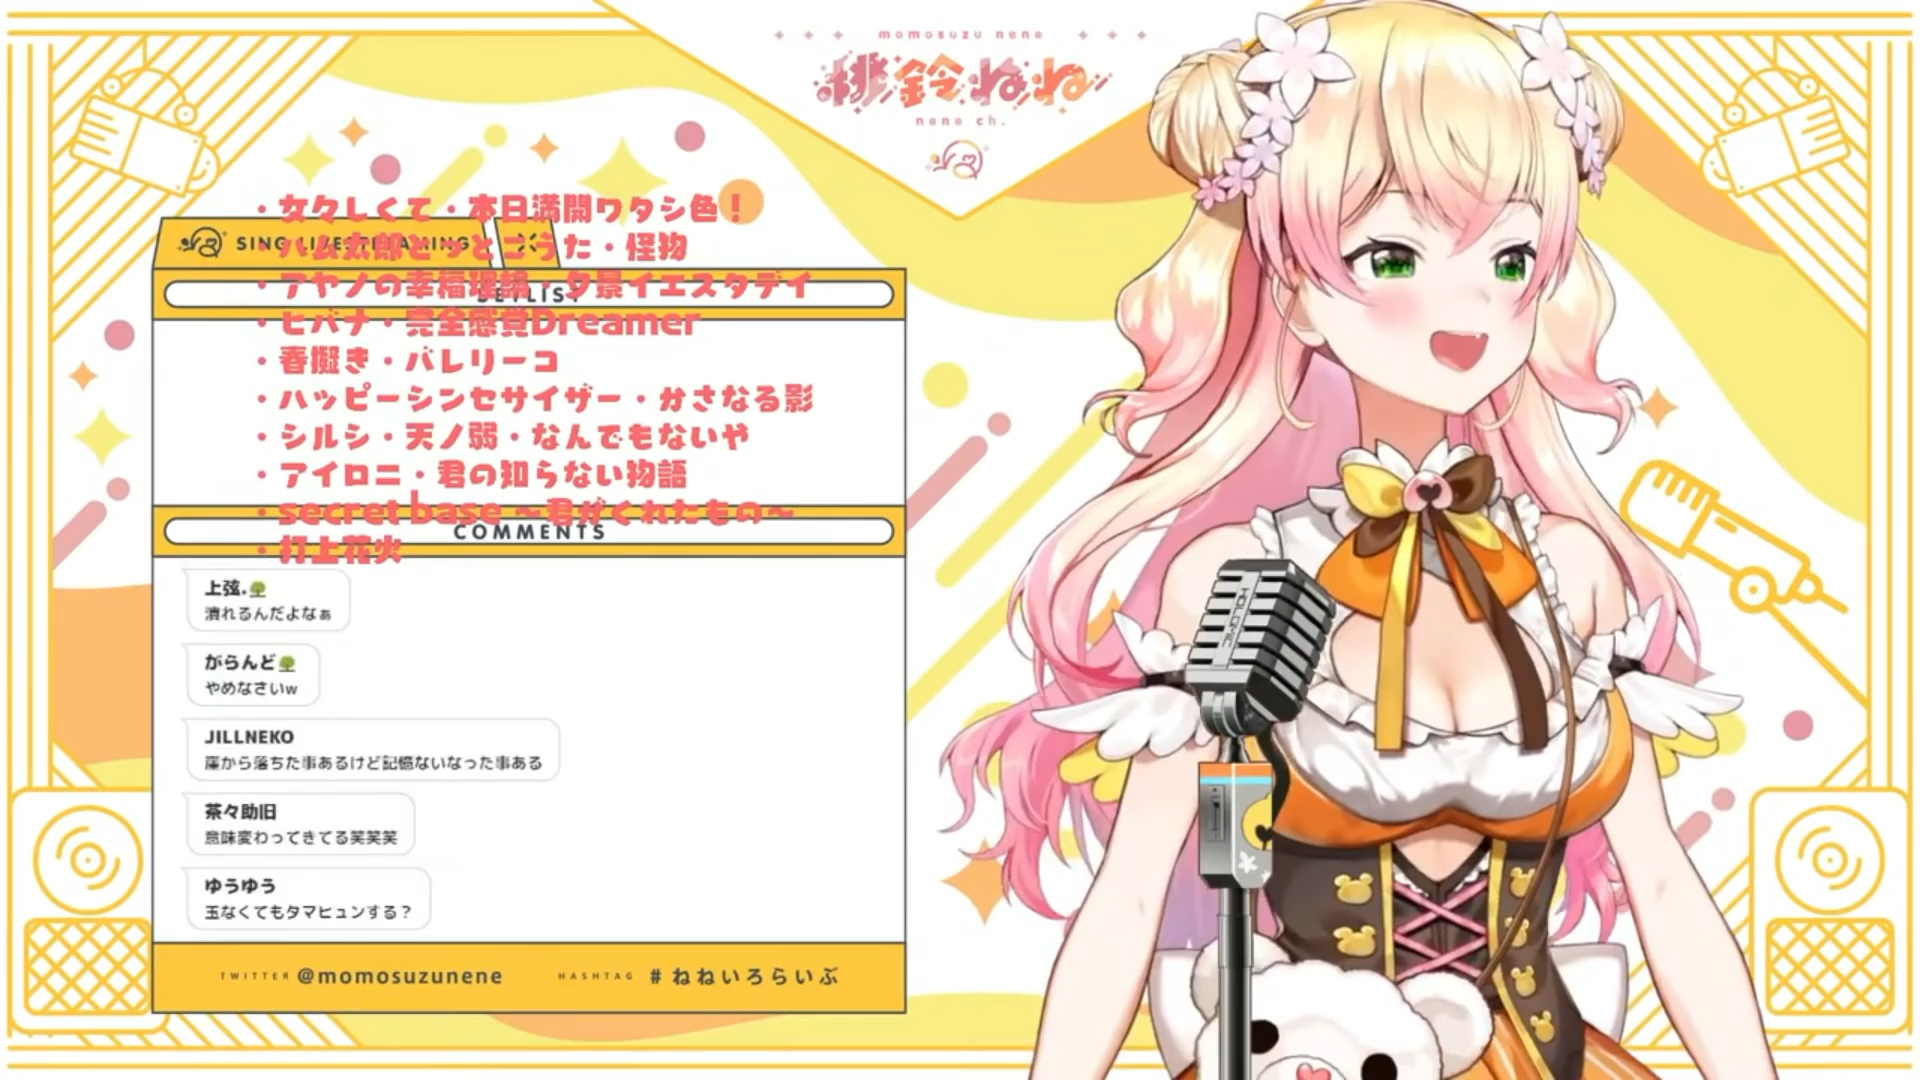 momosuzu nene
桃鈴ねね
nene ch.
・女々しくて・本日満開ワタシ色！
SING LIVE STREAMING
・ハム太郎とっとこうた・怪物
・アヤノの幸福理論・夕景イエスタデイ
SETLIST
・ヒバナ・完全感覚Dreamer
・春嵐き・バレリーコ
・ハッピーシンセサイザー・かさなる影
・シルシ・天ノ弱・なんでもないや
・アイロニ・君の知らない物語
・secret base ～君がくれたもの～
COMMENTS
・打上花火
上弦.🌳
潰れるんだよなぁ
がらんど🌳
やめなさいw
JILLNEKO
崖から落ちた事あるけど記憶ないなった事ある
茶々助旧
意味変わってきてる笑笑笑
ゆうゆう
玉なくてもタマヒュンする？
TWITTER @momosuzunene HASHTAG #ねねいろらいぶ